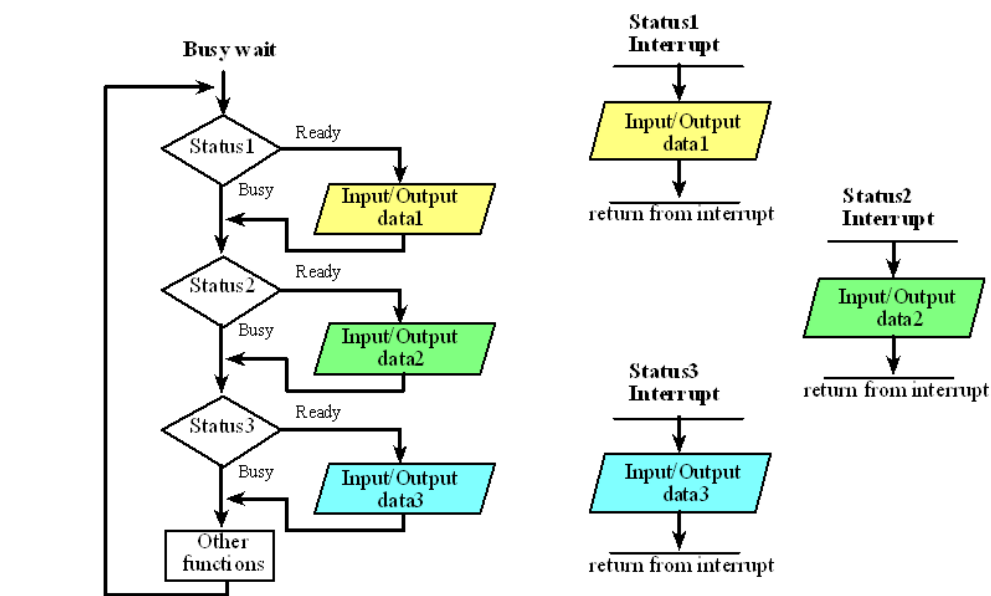 Busy wait
Status1
Ready
Busy
Input/Output
data1
Status2
Ready
Busy
Input/Output
data2
Status3
Ready
Busy
Input/Output
data3
Other
functions
Status1
Interrupt
Input/Output
data1
return from interrupt
Status2
Interrupt
Input/Output
data2
return from interrupt
Status3
Interrupt
Input/Output
data3
return from interrupt